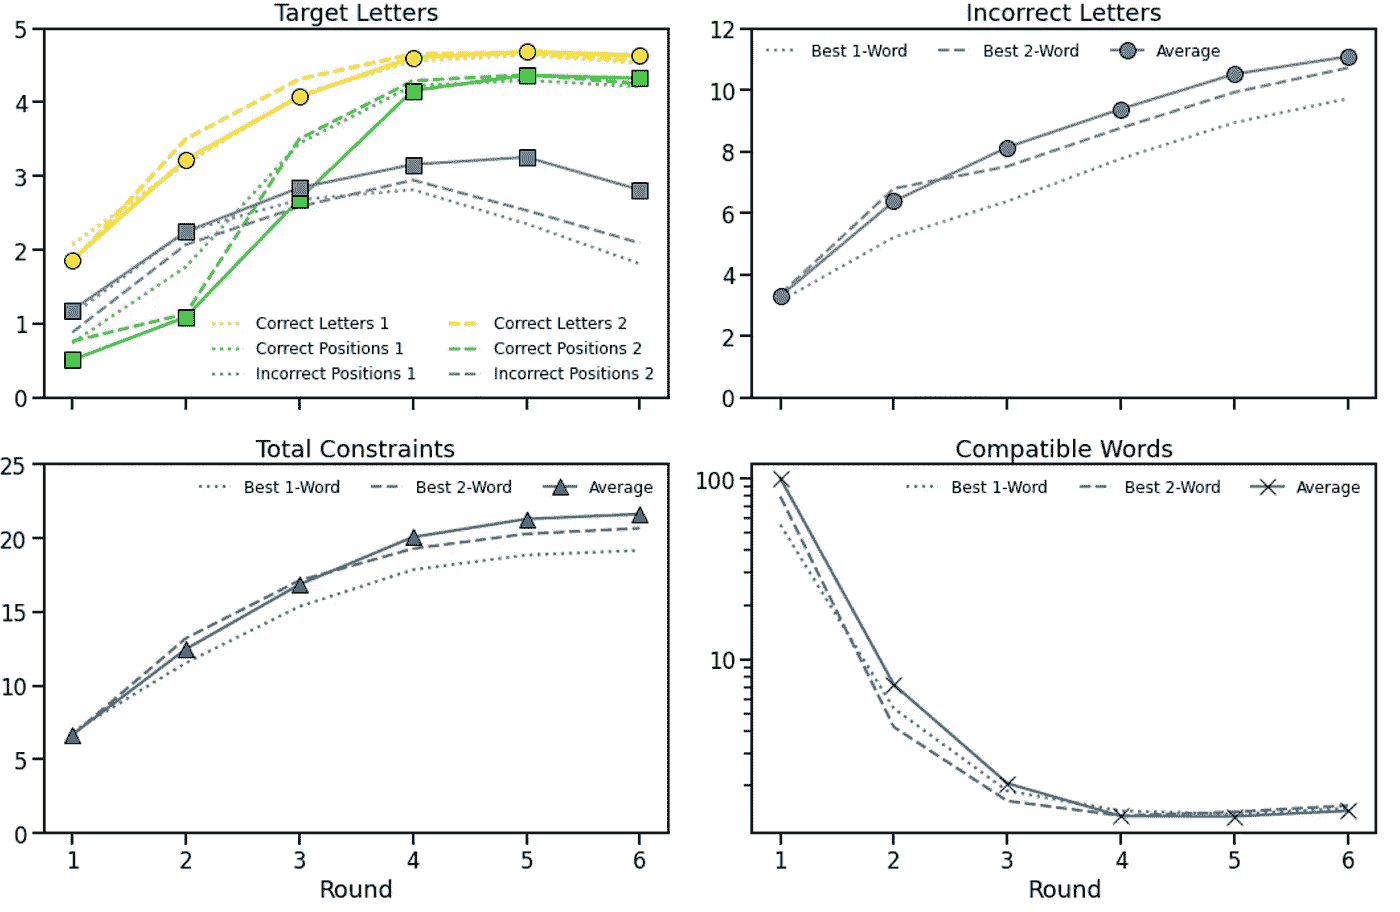 Target Letters
5
4
3
2
1
0
Correct Letters 1
Correct Letters 2
Correct Positions 1
Correct Positions 2
Incorrect Positions 1
Incorrect Positions 2
Incorrect Letters
12
10
8
6
4
2
0
Best 1-Word
Best 2-Word
Average
Total Constraints
25
20
15
10
5
0
Best 1-Word
Best 2-Word
Average
1 2 3 4 5 6
Round
Compatible Words
100
10
Best 1-Word
Best 2-Word
Average
1 2 3 4 5 6
Round